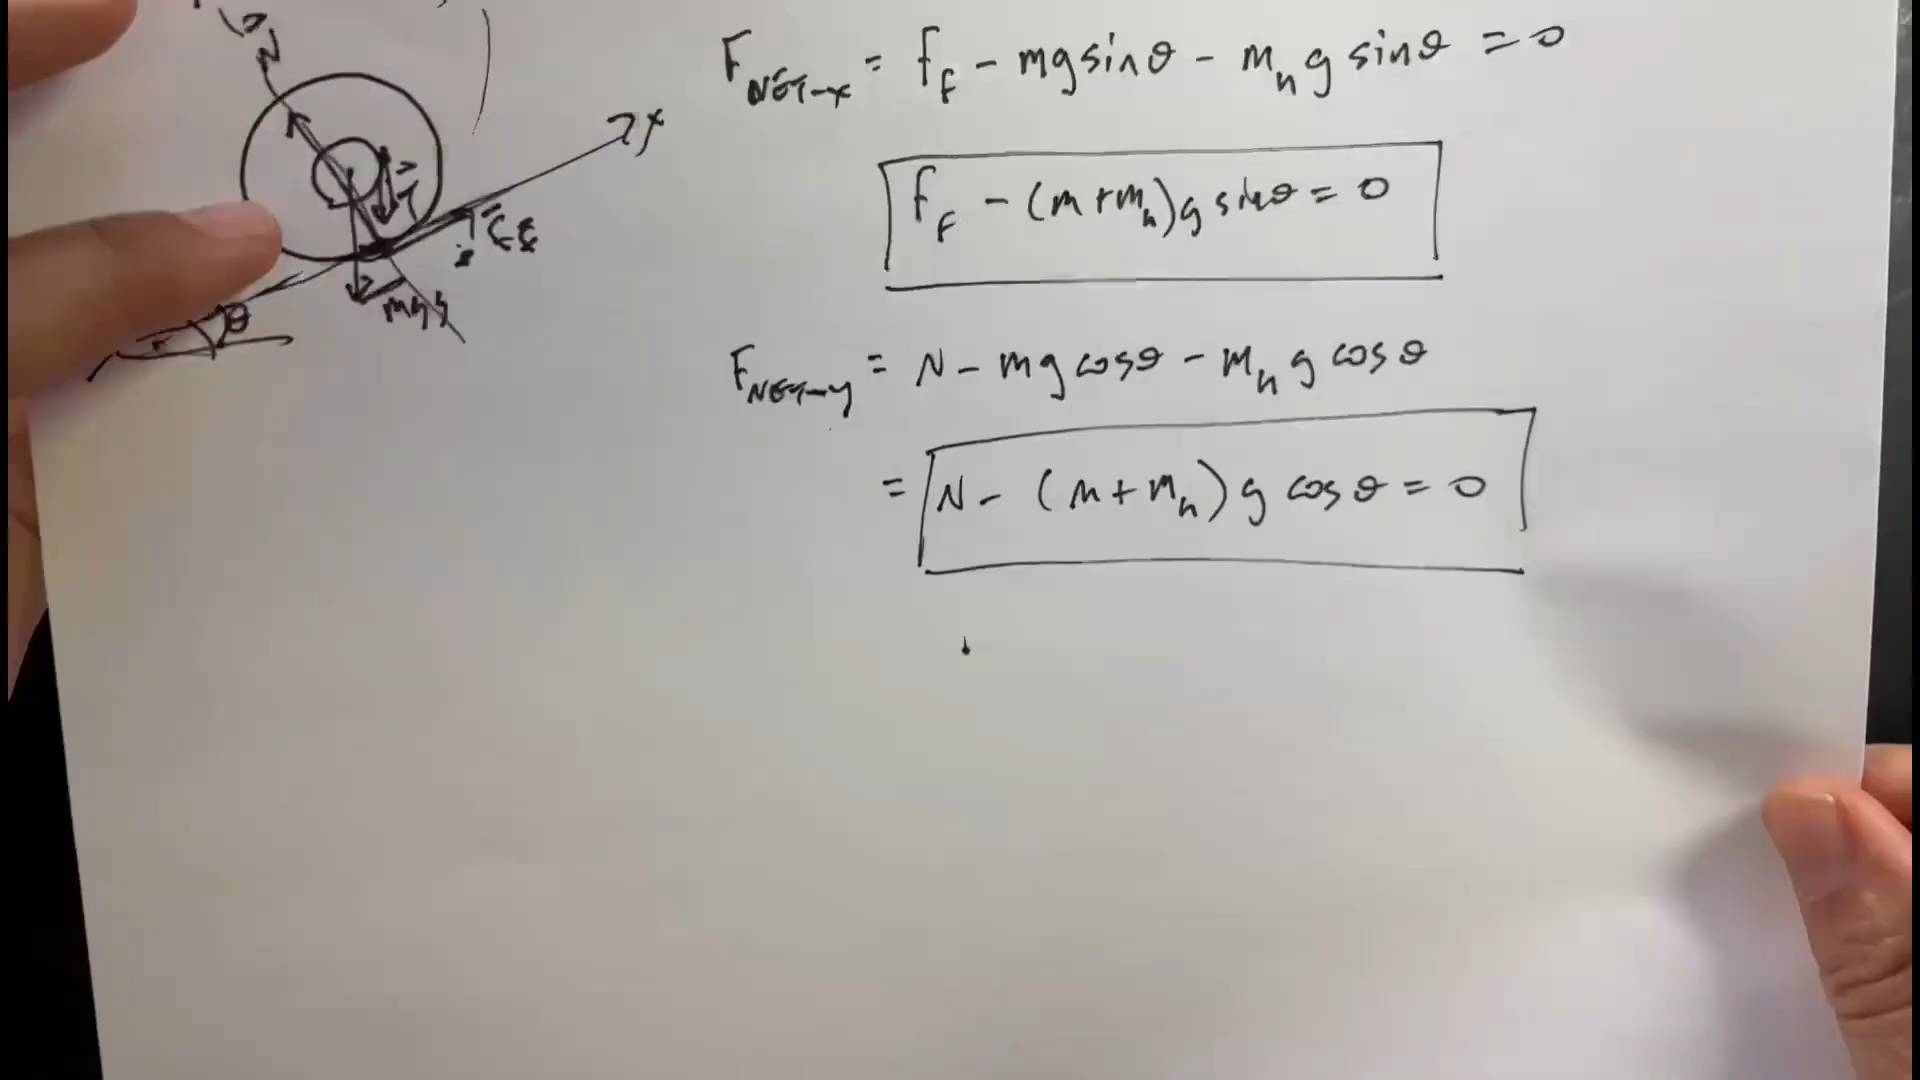 F_NET-x = f_f - mg sinθ - m_h g sinθ = 0
f_f - (m+m_h)g sinθ = 0
F_NET-y = N - mg cosθ - m_h g cosθ
= N - (m+m_h) g cosθ = 0
N
x
T
θ